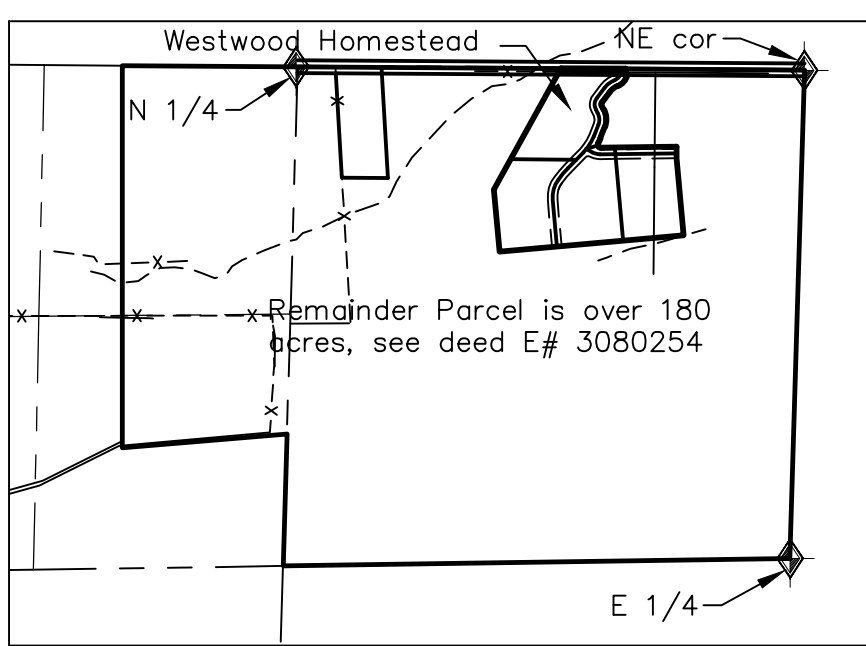 Westwood Homestead
NE cor
N 1/4
Remainder Parcel is over 180
acres, see deed E# 3080254
E 1/4